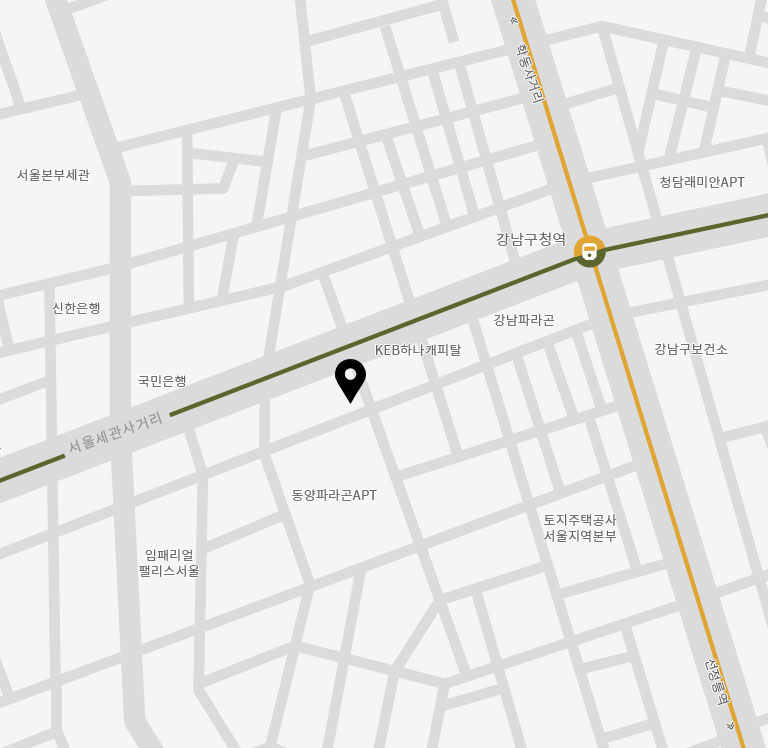 학동사거리
서울본부세관
청담래미안APT
강남구청역
신한은행
강남파라곤
KEB하나캐피탈
강남구보건소
국민은행
서울세관사거리
동양파라곤APT
토지주택공사
서울지역본부
임패리얼
팰리스서울
선정릉역